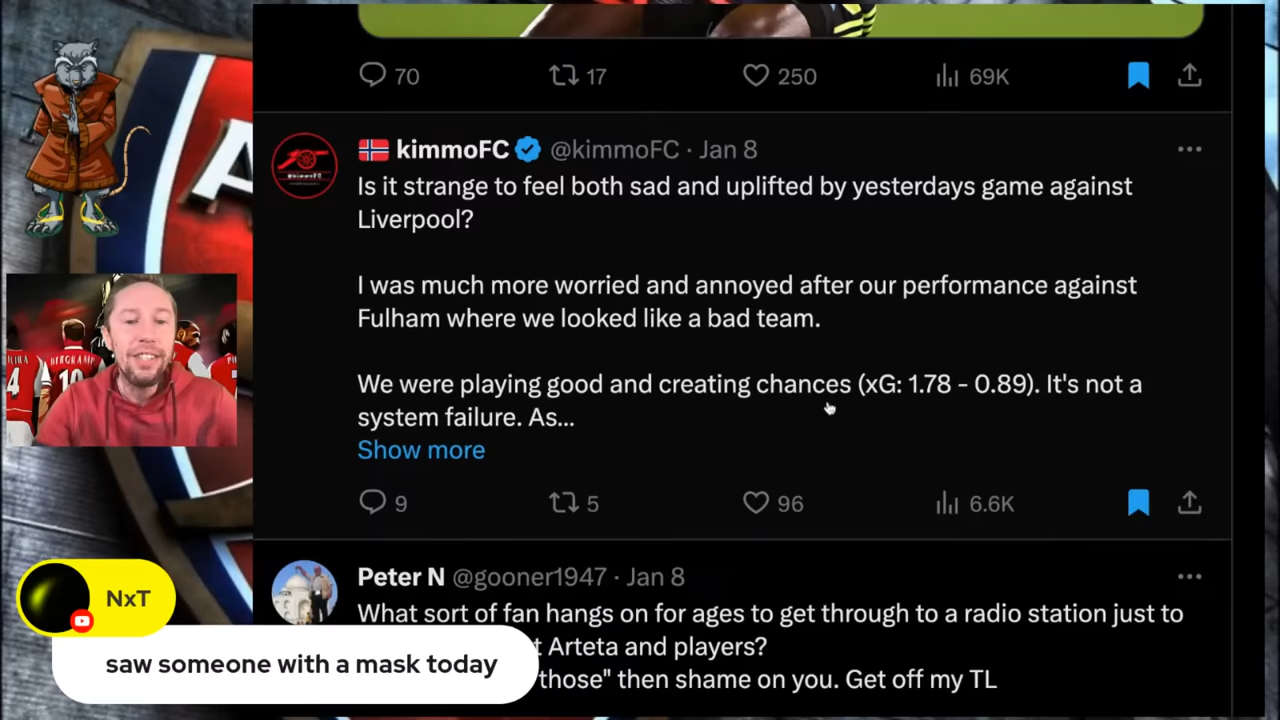 70
17
250
69K
kimmoFC @kimmoFC · Jan 8
Is it strange to feel both sad and uplifted by yesterdays game against
Liverpool?
I was much more worried and annoyed after our performance against
Fulham where we looked like a bad team.
We were playing good and creating chances (xG: 1.78 - 0.89). It's not a
system failure. As...
Show more
9
5
96
6.6K
Peter N @gooner1947 · Jan 8
What sort of fan hangs on for ages to get through to a radio station just to
t Arteta and players?
those" then shame on you. Get off my TL
NxT
saw someone with a mask today
4
BERGKAMP
10